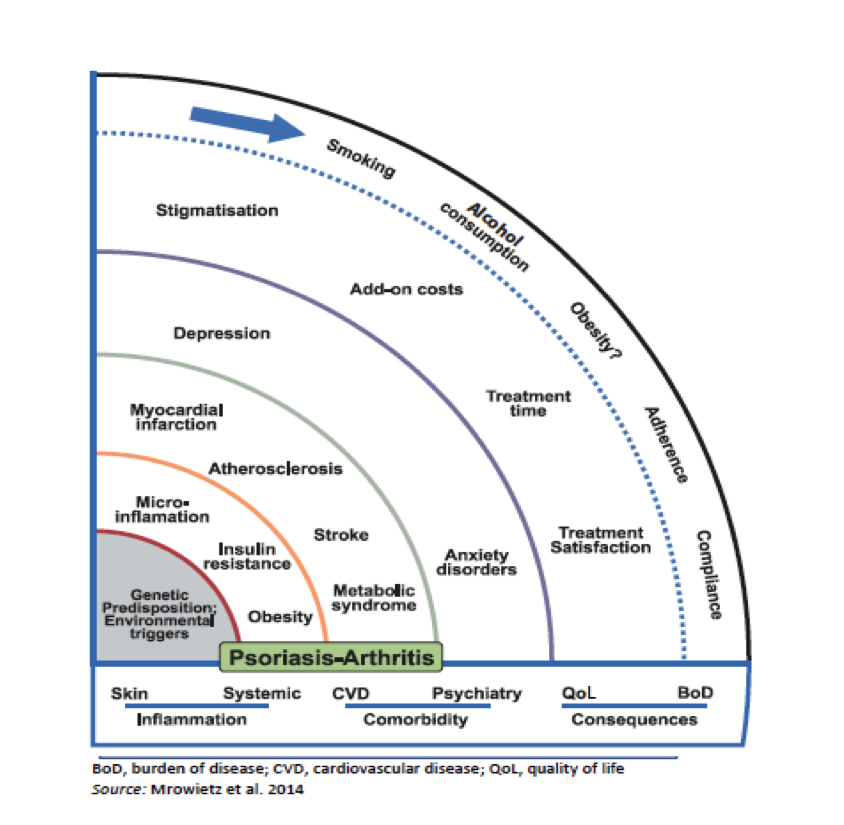 Smoking
Alcohol
consumption
Stigmatisation
Add-on costs
Obesity?
Depression
Treatment
time
Myocardial
infarction
Adherence
Atherosclerosis
Micro-
inflamation
Stroke
Treatment
Satisfaction
Compliance
Insulin
resistance
Anxiety
disorders
Metabolic
syndrome
Genetic
Predisposition;
Environmental
triggers
Obesity
Psoriasis-Arthritis
Skin Systemic CVD Psychiatry QoL BoD
Inflammation Comorbidity Consequences
BoD, burden of disease; CVD, cardiovascular disease; QoL, quality of life
Source: Mrowietz et al. 2014